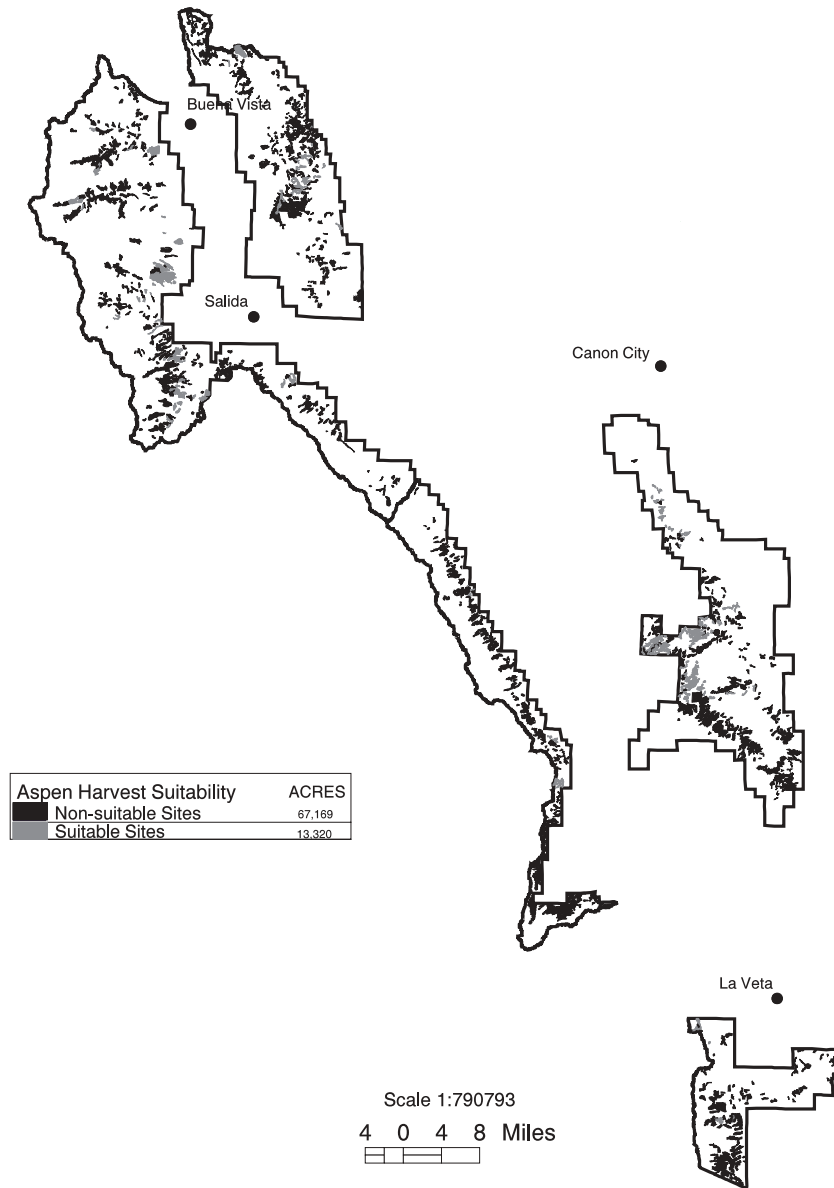 Buena Vista
Salida
Canon City
Aspen Harvest Suitability ACRES
Non-suitable Sites 67,169
Suitable Sites 13,320
La Veta
Scale 1:790793
4 0 4 8 Miles